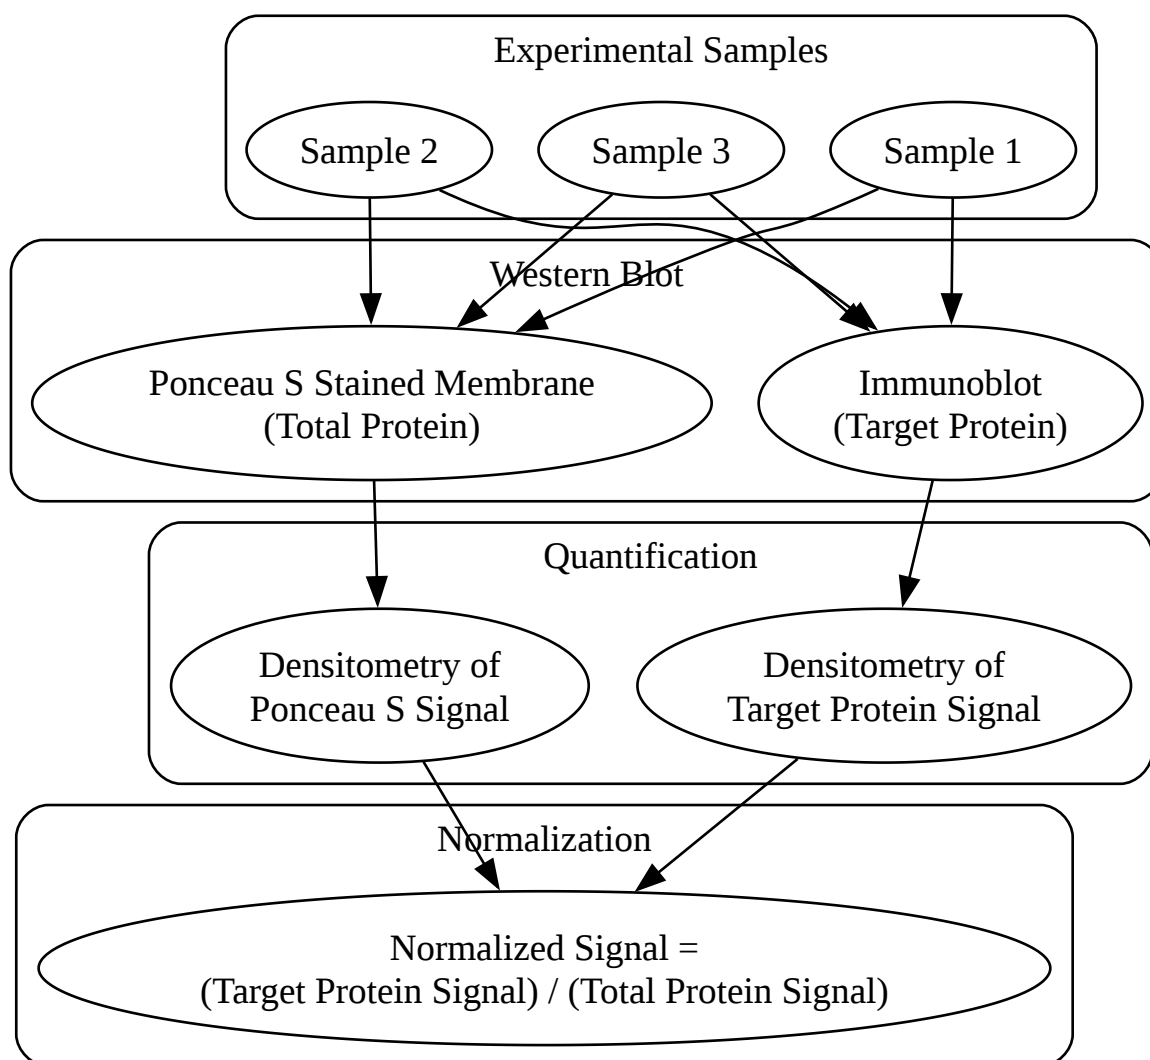 Experimental Samples
Sample 2
Sample 3
Sample 1
Western Blot
Ponceau S Stained Membrane
(Total Protein)
Immunoblot
(Target Protein)
Quantification
Densitometry of
Ponceau S Signal
Densitometry of
Target Protein Signal
Normalization
Normalized Signal =
(Target Protein Signal) / (Total Protein Signal)